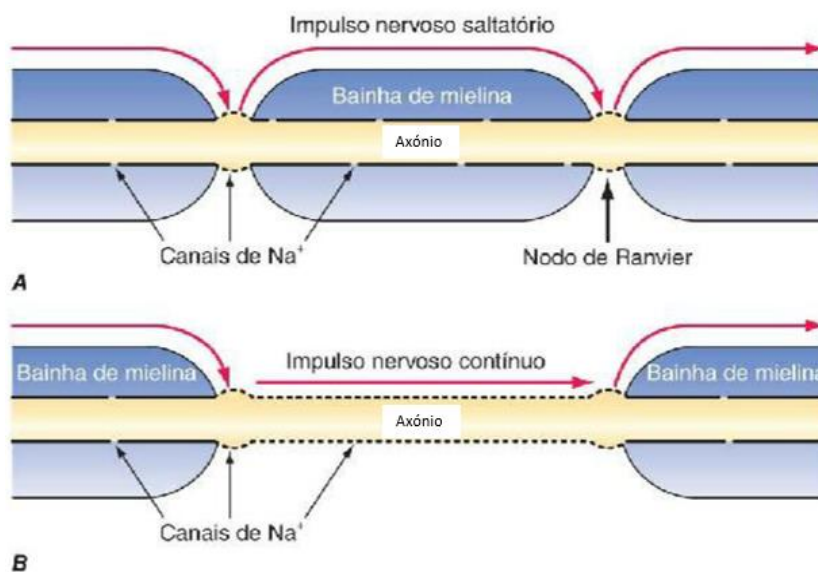 Impulso nervoso saltatório
Bainha de mielina
Axónio
Canais de Na⁺
Nodo de Ranvier
A
Bainha de mielina
Impulso nervoso contínuo
Bainha de mielina
Axónio
Canais de Na⁺
B